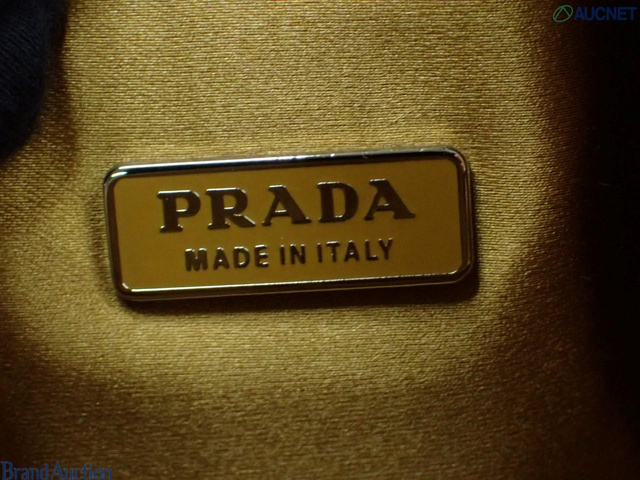 AUCNET
PRADA
MADE IN ITALY
Brand Auction